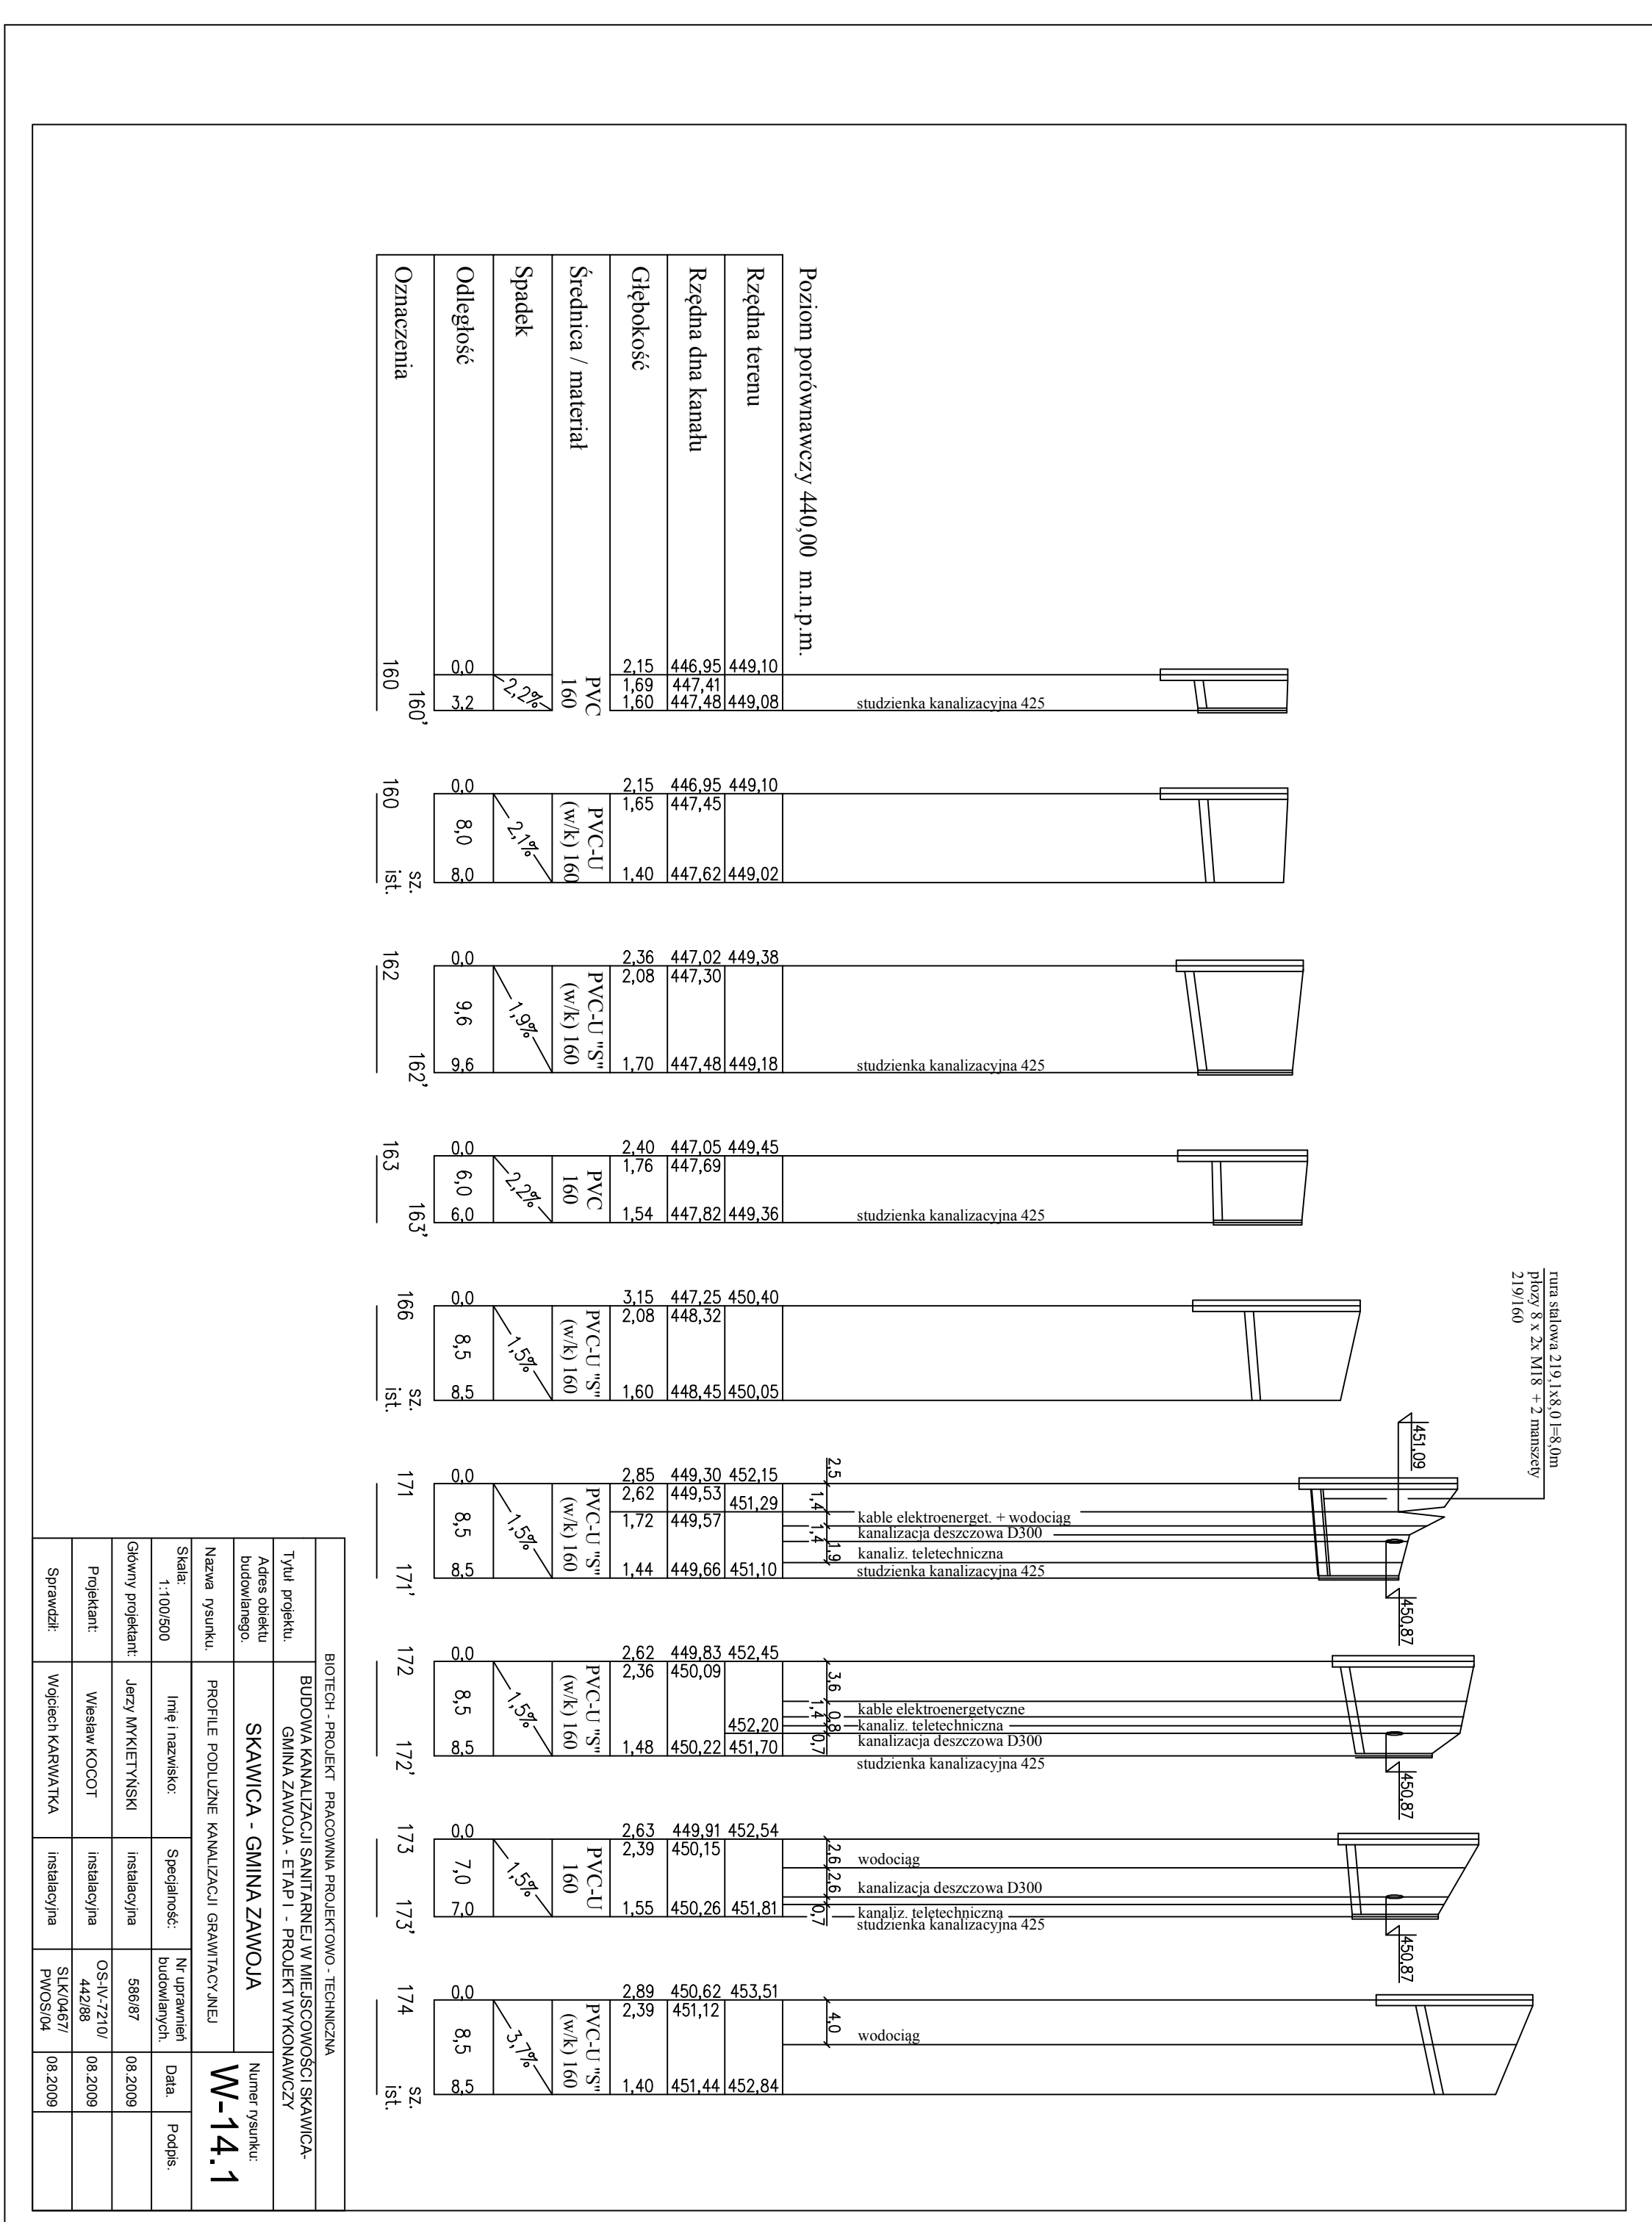 rura stalowa 219,1x8,0 l=8,0m
płozy 8 x 2x M18 + 2 manszety
219/160
451,09
450,87
450,87
450,87
studzienka kanalizacyjna 425
studzienka kanalizacyjna 425
studzienka kanalizacyjna 425
kable elektroenerget. + wodociąg
kanalizacja deszczowa D300
kanaliz. teletechniczna
studzienka kanalizacyjna 425
kable elektroenergetyczne
kanaliz. teletechniczna
kanalizacja deszczowa D300
studzienka kanalizacyjna 425
wodociąg
kanalizacja deszczowa D300
kanaliz. teletechniczna
studzienka kanalizacyjna 425
wodociąg
2,5 1,4 1,4 1,9
3,6 1,4 0,8 0,7
2,6 2,6 0,7
4,0
Poziom porównawczy 440,00 m.n.p.m.
Rzędna terenu 449,10 449,08 449,10 449,02 449,38 449,18 449,45 449,36 450,40 450,05 452,15 451,29 451,10 452,45 452,20 451,70 452,54 451,81 453,51 452,84
Rzędna dna kanału 446,95 447,41 447,48 446,95 447,45 447,62 447,02 447,30 447,48 447,05 447,69 447,82 447,25 448,32 448,45 449,30 449,53 449,57 449,66 449,83 450,09 450,22 449,91 450,15 450,26 450,62 451,12 451,44
Głębokość 2,15 1,69 1,60 2,15 1,65 1,40 2,36 2,08 1,70 2,40 1,76 1,54 3,15 2,08 1,60 2,85 2,62 1,72 1,44 2,62 2,36 1,48 2,63 2,39 1,55 2,89 2,39 1,40
Średnica / materiał
PVC 160
PVC-U (w/k) 160
PVC-U "S" (w/k) 160
PVC 160
PVC-U "S" (w/k) 160
PVC-U "S" (w/k) 160
PVC-U "S" (w/k) 160
PVC-U 160
PVC-U "S" (w/k) 160
Spadek 2,2% 2,1% 1,9% 2,2% 1,5% 1,5% 1,5% 1,5% 3,7%
Odległość 0,0 3,2 0,0 8,0 8,0 0,0 9,6 9,6 0,0 6,0 6,0 0,0 8,5 8,5 0,0 8,5 8,5 0,0 8,5 8,5 0,0 7,0 7,0 0,0 8,5 8,5
Oznaczenia 160 160' 160 sz. ist. 162 162' 163 163' 166 sz. ist. 171 171' 172 172' 173 173' 174 sz. ist.
BIOTECH - PROJEKT PRACOWNIA PROJEKTOWO - TECHNICZNA
Tytuł projektu.
BUDOWA KANALIZACJI SANITARNEJ W MIEJSCOWOŚCI SKAWICA-
GMINA ZAWOJA - ETAP I - PROJEKT WYKONAWCZY
Adres obiektu
budowlanego.
SKAWICA - GMINA ZAWOJA
Numer rysunku:
W-14.1
Nazwa rysunku.
PROFILE PODŁUŻNE KANALIZACJI GRAWITACYJNEJ
Skala:
1:100/500
Imię i nazwisko:
Specjalność:
Nr uprawnień
budowlanych.
Data.
Podpis.
Główny projektant: Jerzy MYKIETYŃSKI instalacyjna 586/87 08.2009
Projektant: Wiesław KOCOT instalacyjna OS-IV-7210/
442/88 08.2009
Sprawdził: Wojciech KARWATKA instalacyjna SLK/0467/
PWOS/04 08.2009